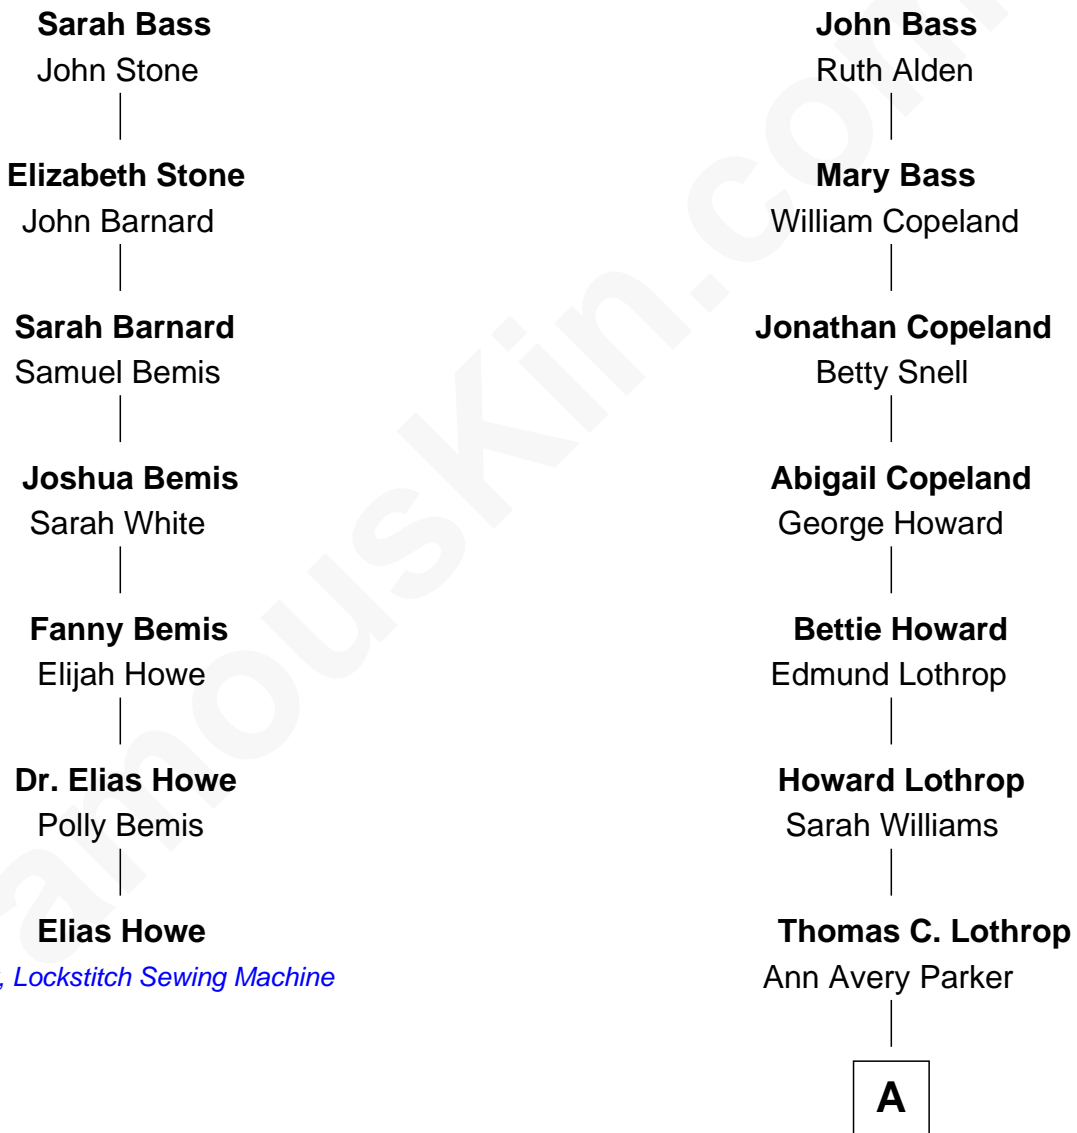 Sarah Bass
John Stone
Elizabeth Stone
John Barnard
Sarah Barnard
Samuel Bemis
Joshua Bemis
Sarah White
Fanny Bemis
Elijah Howe
Dr. Elias Howe
Polly Bemis
Elias Howe
, Lockstitch Sewing Machine
John Bass
Ruth Alden
Mary Bass
William Copeland
Jonathan Copeland
Betty Snell
Abigail Copeland
George Howard
Bettie Howard
Edmund Lothrop
Howard Lothrop
Sarah Williams
Thomas C. Lothrop
Ann Avery Parker
A
amouskin.com